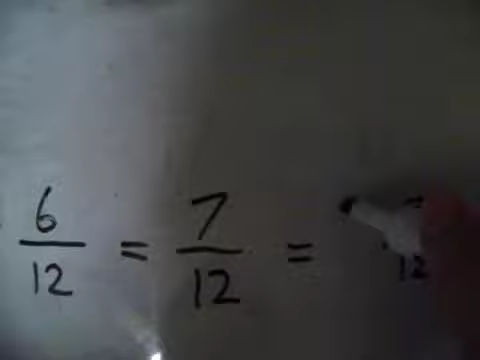 6/12 = 7/12 =
12